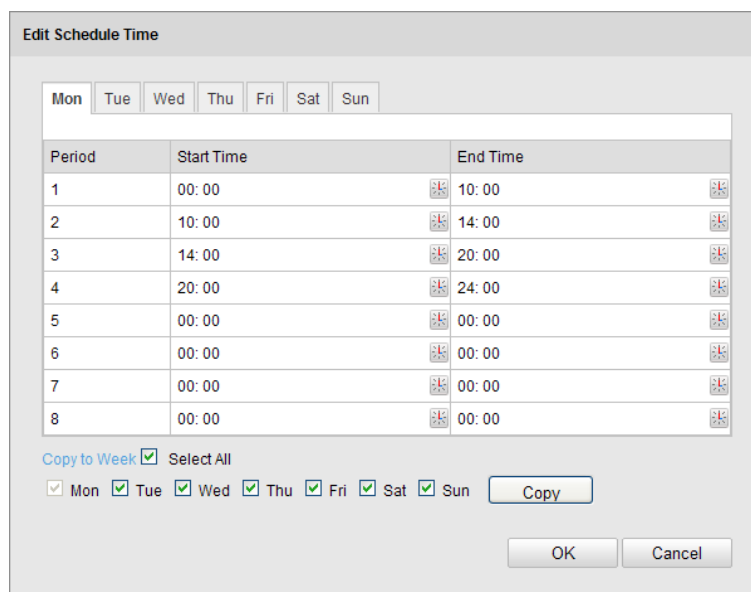 Edit Schedule Time
Mon Tue Wed Thu Fri Sat Sun
Period Start Time End Time
1 00: 00 10: 00
2 10: 00 14: 00
3 14: 00 20: 00
4 20: 00 24: 00
5 00: 00 00: 00
6 00: 00 00: 00
7 00: 00 00: 00
8 00: 00 00: 00
Copy to Week Select All
Mon Tue Wed Thu Fri Sat Sun Copy
OK Cancel